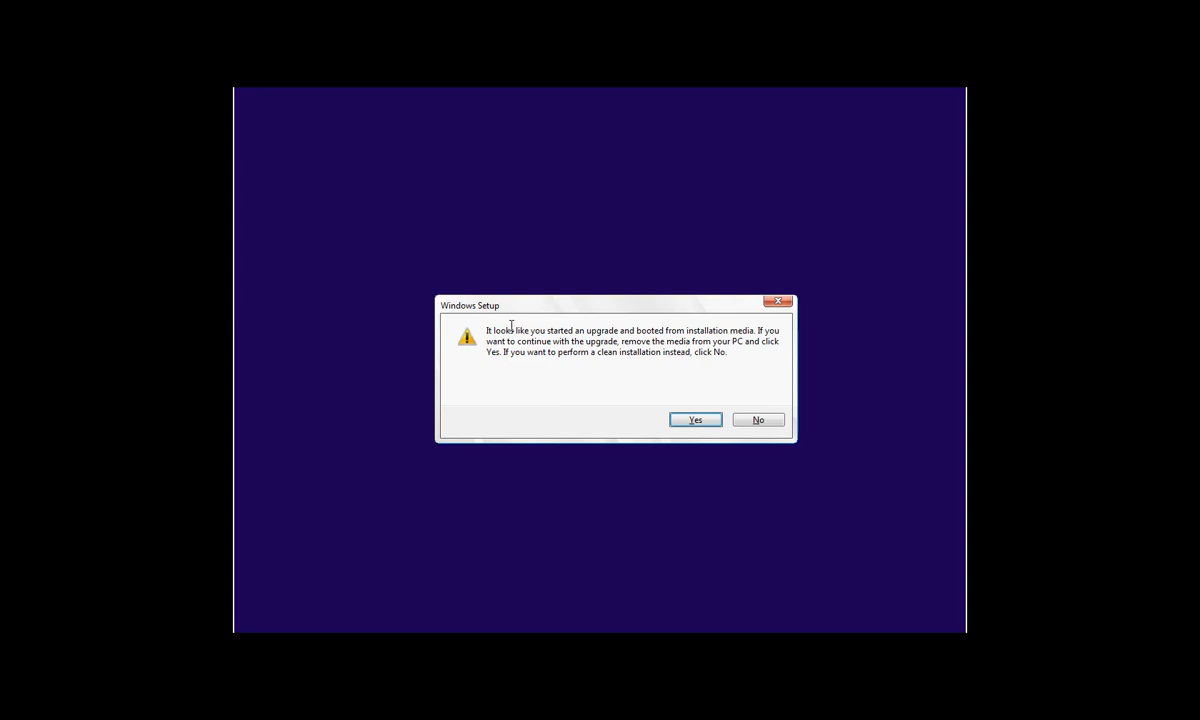 Windows Setup
It looks like you started an upgrade and booted from installation media. If you
want to continue with the upgrade, remove the media from your PC and click
Yes. If you want to perform a clean installation instead, click No.
Yes
No